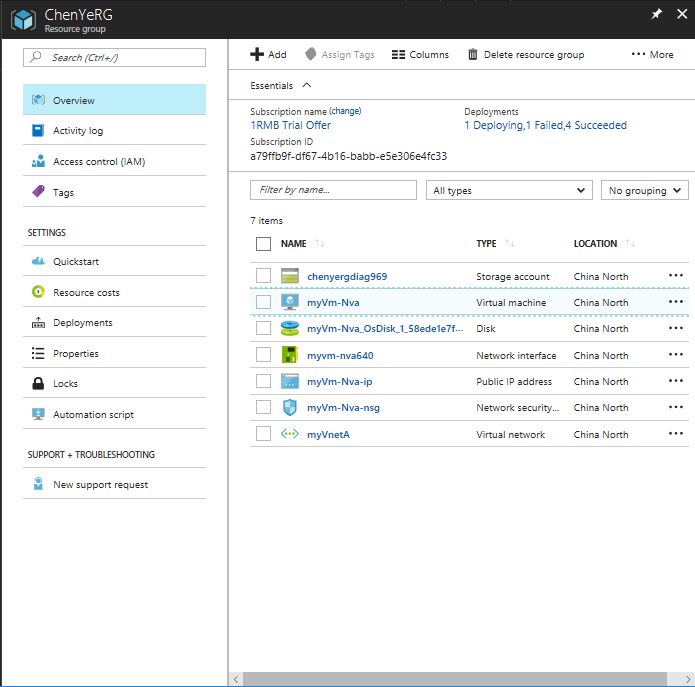 ChenYeRG
Resource group
Search (Ctrl+/)
Overview
Activity log
Access control (IAM)
Tags
SETTINGS
Quickstart
Resource costs
Deployments
Properties
Locks
Automation script
SUPPORT + TROUBLESHOOTING
New support request
Add Assign Tags Columns Delete resource group ••• More
Essentials
Subscription name (change) Deployments
1RMB Trial Offer 1 Deploying,1 Failed,4 Succeeded
Subscription ID
a79ffb9f-df67-4b16-babb-e5e306e4fc33
Filter by name... All types No grouping
7 items
NAME TYPE LOCATION
chenyergdiag969 Storage account China North •••
myVm-Nva Virtual machine China North •••
myVm-Nva_OsDisk_1_58ede1e7f... Disk China North •••
myvm-nva640 Network interface China North •••
myVm-Nva-ip Public IP address China North •••
myVm-Nva-nsg Network security... China North •••
myVnetA Virtual network China North •••